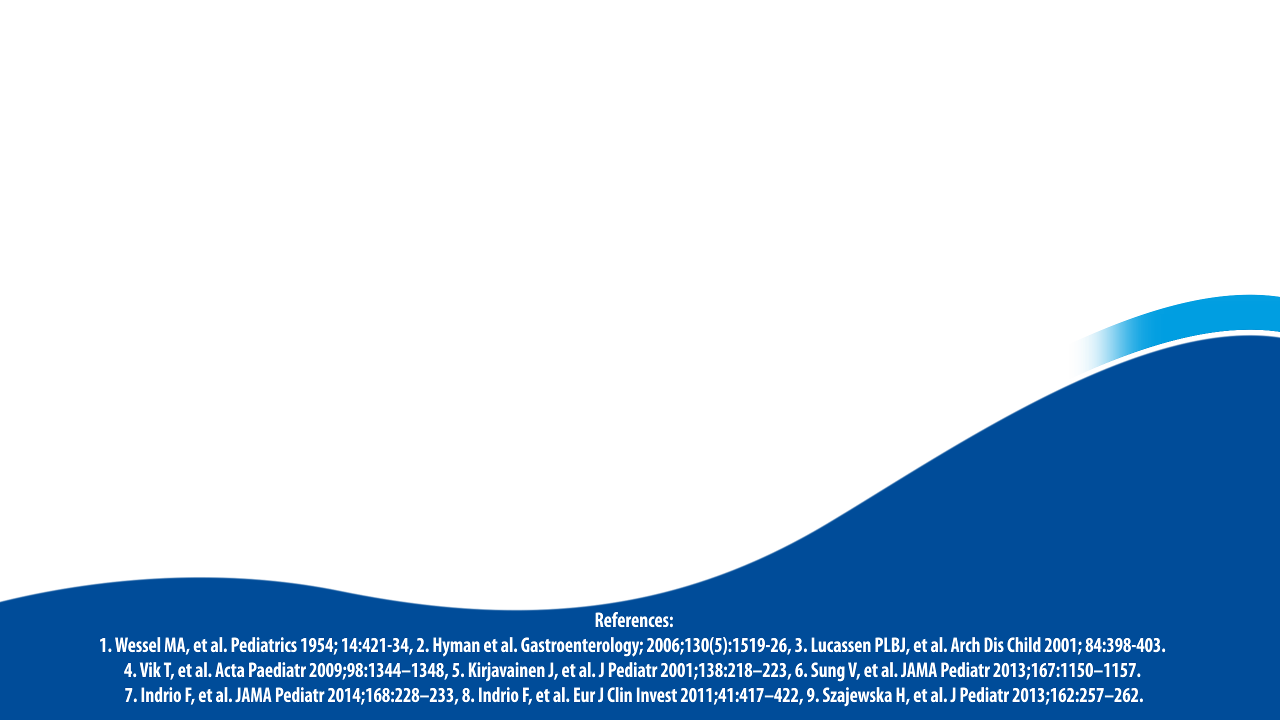 References:
1. Wessel MA, et al. Pediatrics 1954; 14:421-34, 2. Hyman et al. Gastroenterology; 2006;130(5):1519-26, 3. Lucassen PLBJ, et al. Arch Dis Child 2001; 84:398-403.
4. Vik T, et al. Acta Paediatr 2009;98:1344–1348, 5. Kirjavainen J, et al. J Pediatr 2001;138:218–223, 6. Sung V, et al. JAMA Pediatr 2013;167:1150–1157.
7. Indrio F, et al. JAMA Pediatr 2014;168:228–233, 8. Indrio F, et al. Eur J Clin Invest 2011;41:417–422, 9. Szajewska H, et al. J Pediatr 2013;162:257–262.